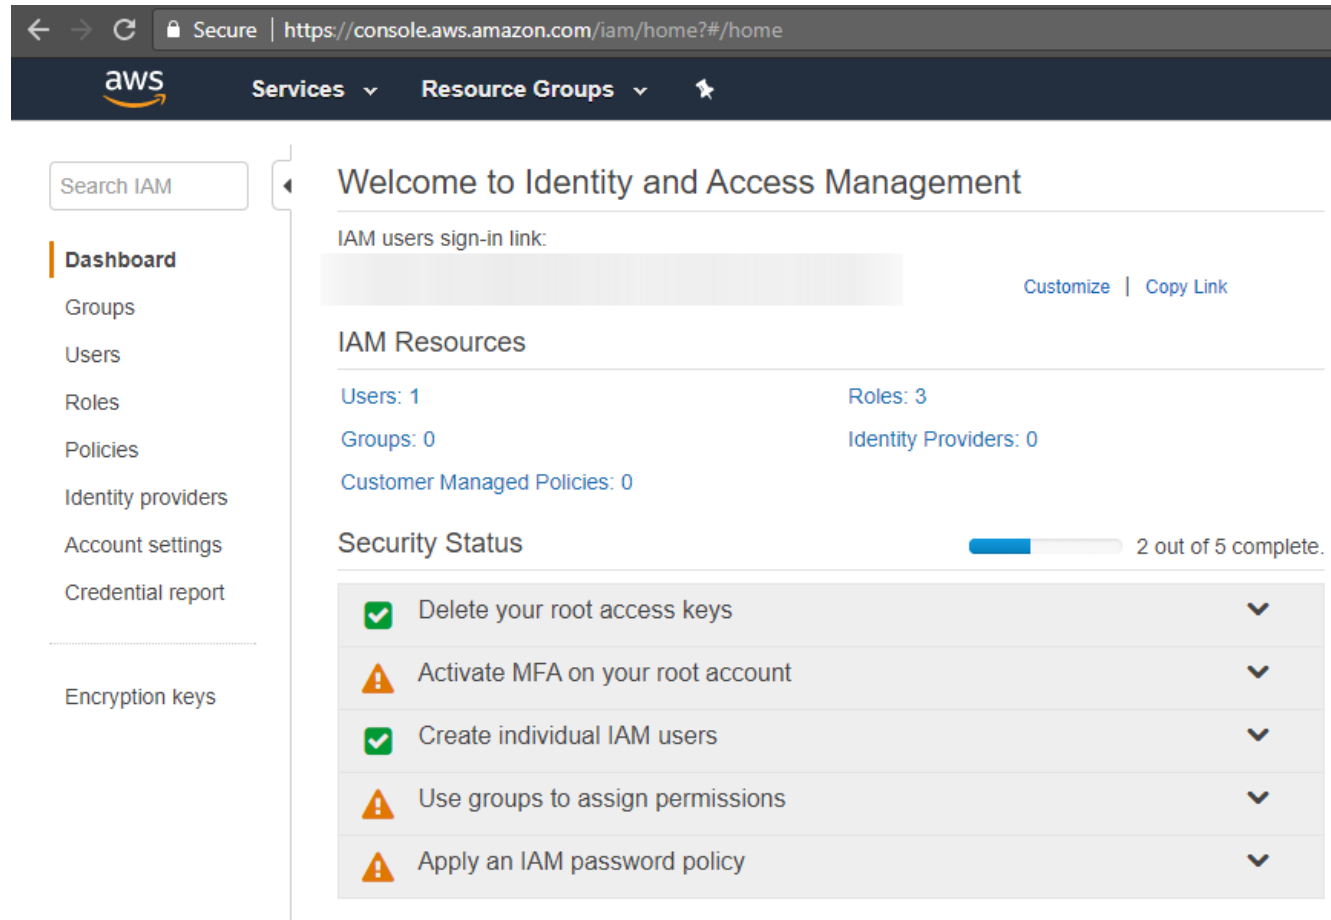 Secure | https://console.aws.amazon.com/iam/home?#/home
aws Services Resource Groups
Search IAM
Dashboard
Groups
Users
Roles
Policies
Identity providers
Account settings
Credential report
Encryption keys
Welcome to Identity and Access Management
IAM users sign-in link:
Customize | Copy Link
IAM Resources
Users: 1 Roles: 3
Groups: 0 Identity Providers: 0
Customer Managed Policies: 0
Security Status 2 out of 5 complete.
Delete your root access keys
Activate MFA on your root account
Create individual IAM users
Use groups to assign permissions
Apply an IAM password policy